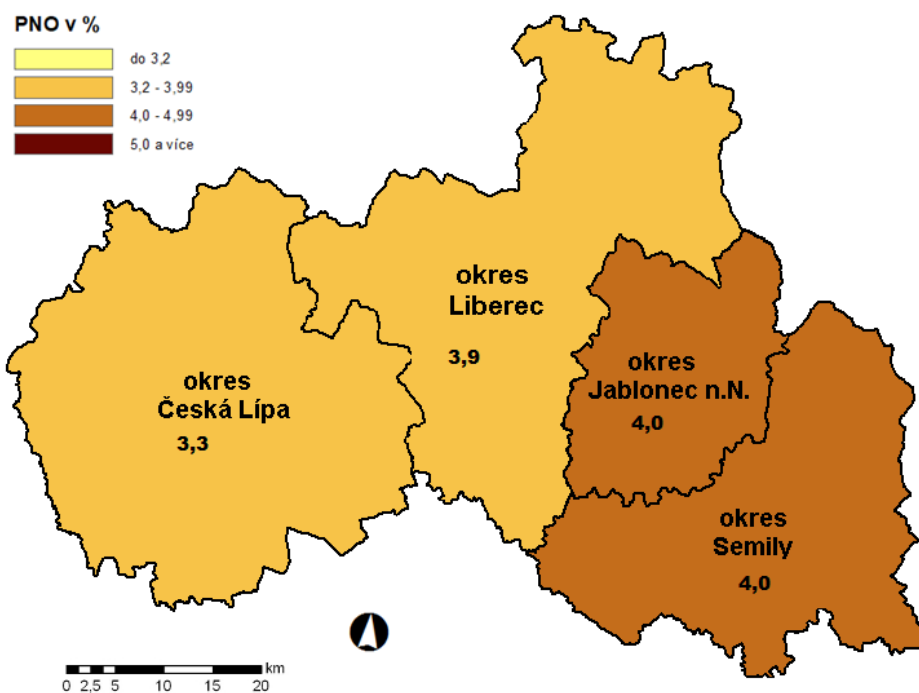 PNO v %
do 3,2
3,2 - 3,99
4,0 - 4,99
5,0 a více
okres
Liberec
3,9
okres
Česká Lípa
3,3
okres
Jablonec n.N.
4,0
okres
Semily
4,0
km
0 2,5 5 10 15 20